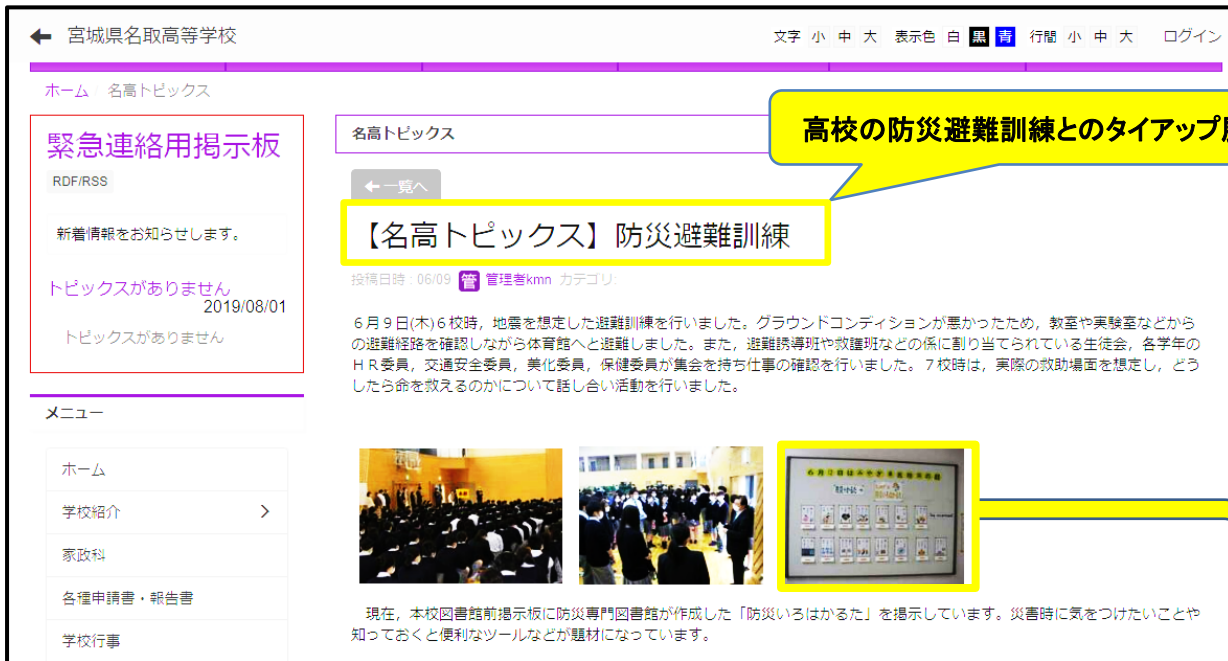 宮城県名取高等学校
文字 小 中 大 表示色 白 黒 青 行間 小 中 大 ログイン
ホーム 名高トピックス
緊急連絡用掲示板
RDF/RSS
新着情報をお知らせします。
トピックスがありません
2019/08/01
トピックスがありません
メニュー
ホーム
学校紹介
家政科
各種申請書・報告書
学校行事
名高トピックス
高校の防災避難訓練とのタイアップ
一覧へ
【名高トピックス】防災避難訓練
投稿日時 : 06/09 管 管理者kmn カテゴリ:
6月9日(木)6校時，地震を想定した避難訓練を行いました。グラウンドコンディションが悪かったため，教室や実験室などから
の避難経路を確認しながら体育館へと避難しました。また，避難誘導班や救護班などの係に割り当てられている生徒会，各学年の
HR委員，交通安全委員，美化委員，保健委員が集会を持ち仕事の確認を行いました。7校時は，実際の救助場面を想定し，どう
したら命を救えるのかについて話し合い活動を行いました。
現在，本校図書館前掲示板に防災専門図書館が作成した「防災いろはかるた」を掲示しています。災害時に気をつけたいことや
知っておくと便利なツールなどが題材になっています。